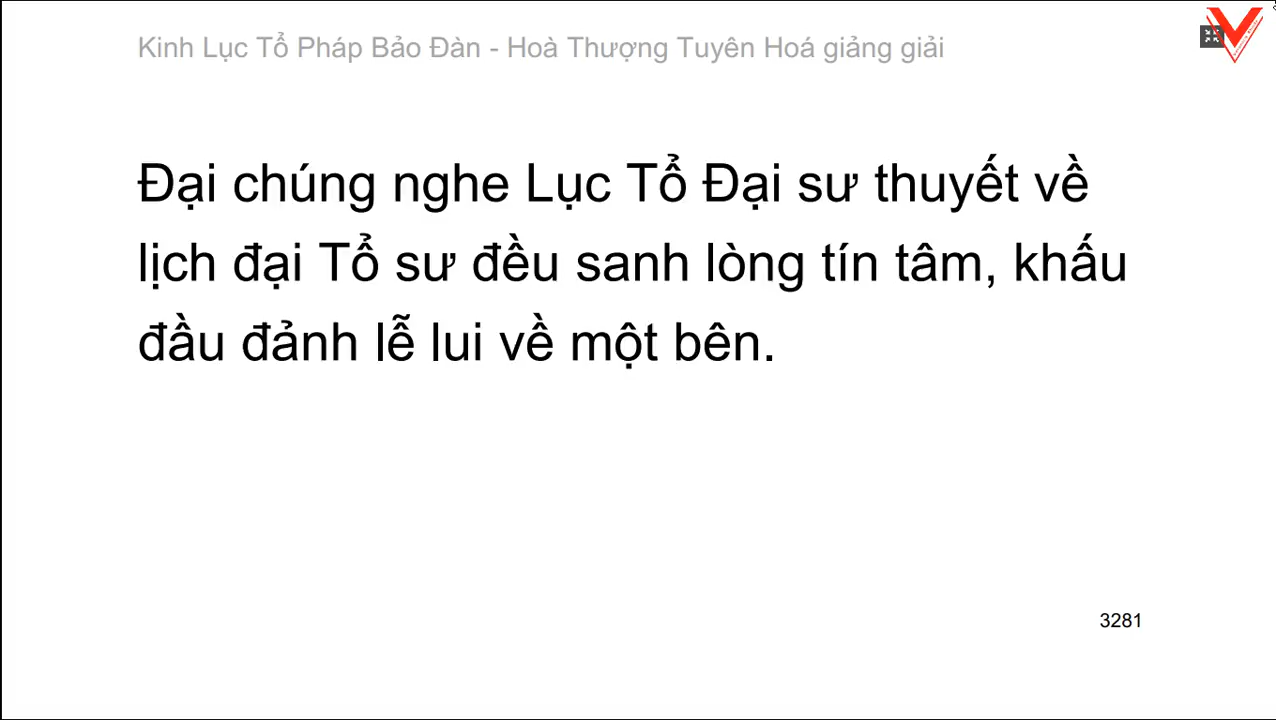 Kinh Lục Tổ Pháp Bảo Đàn - Hoà Thượng Tuyên Hoá giảng giải
Đại chúng nghe Lục Tổ Đại sư thuyết về
lịch đại Tổ sư đều sanh lòng tín tâm, khấu
đầu đảnh lễ lui về một bên.
3281